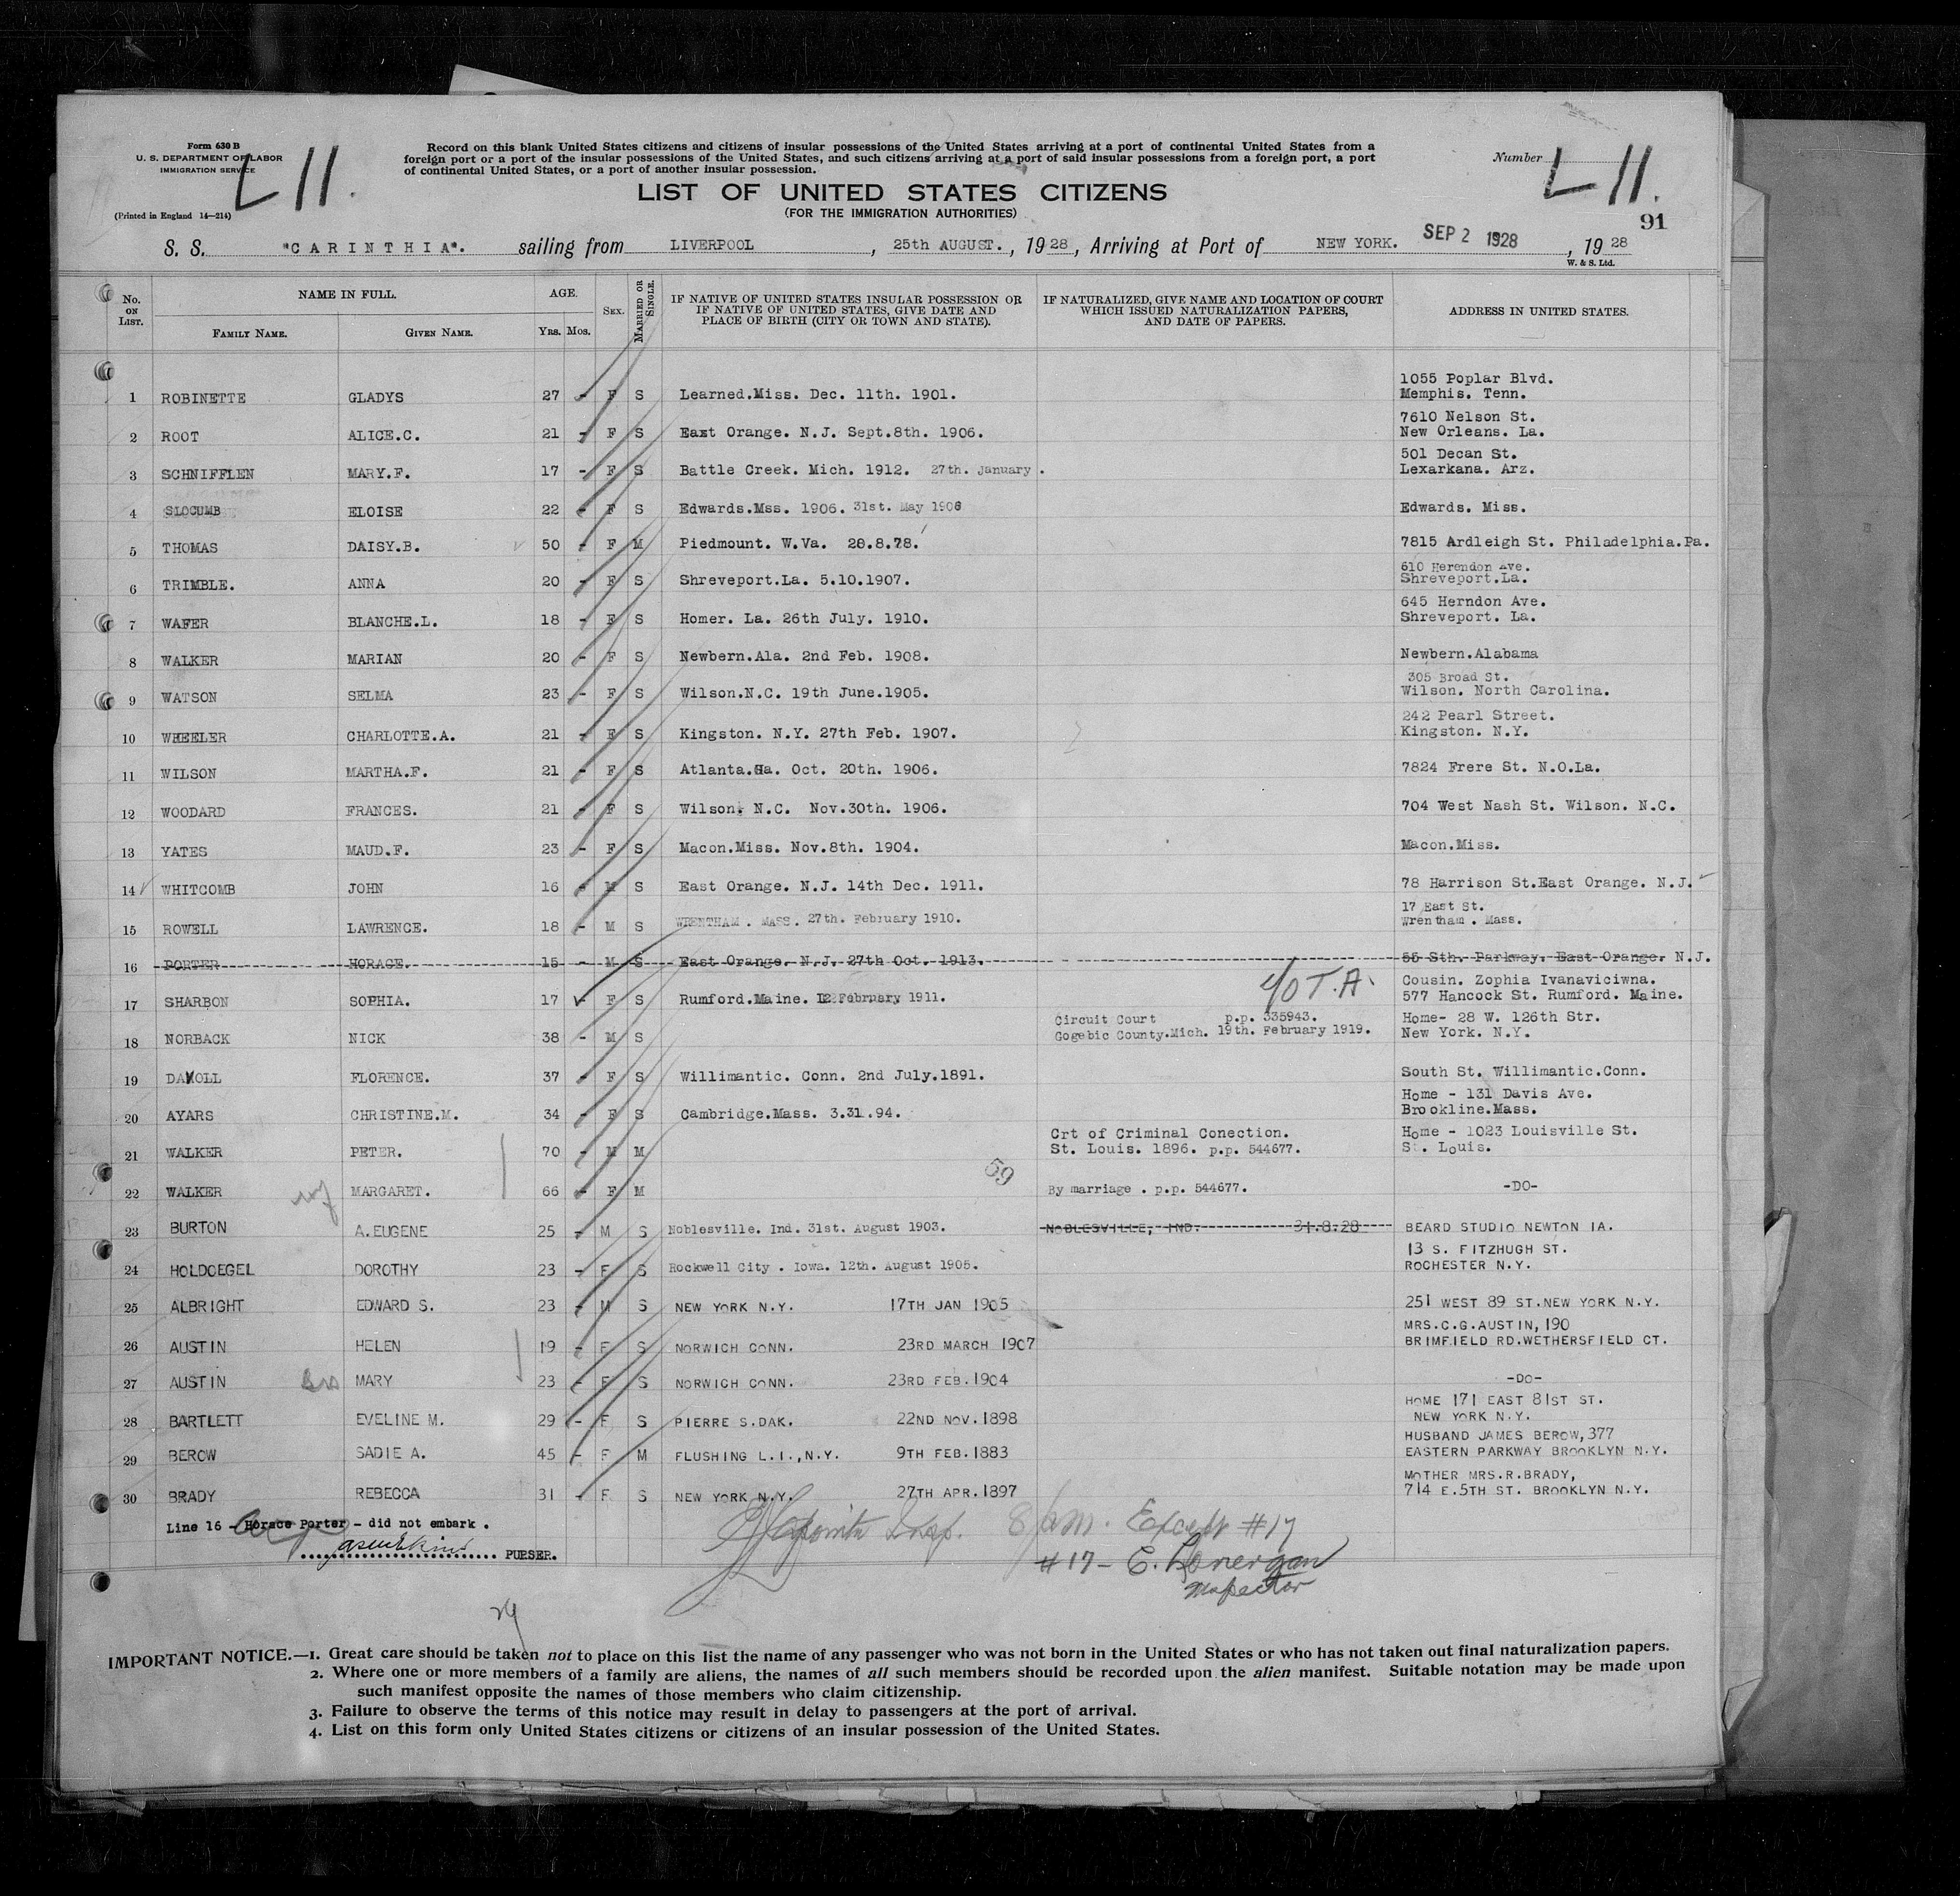 Form 630 B
U. S. DEPARTMENT OF LABOR
IMMIGRATION SERVICE
(Printed in England 14—214)
L 11.
Record on this blank United States citizens and citizens of insular possessions of the United States arriving at a port of continental United States from a
foreign port or a port of the insular possessions of the United States, and such citizens arriving at a port of said insular possessions from a foreign port, a port
of continental United States, or a port of another insular possession.
Number
L 11.
91
LIST OF UNITED STATES CITIZENS
(FOR THE IMMIGRATION AUTHORITIES)
S. S. "CARINTHIA". sailing from LIVERPOOL, 25th AUGUST., 1928, Arriving at Port of NEW YORK. SEP 2 1928, 1928
W. & S. Ltd.
No. ON LIST. NAME IN FULL. FAMILY NAME. GIVEN NAME. AGE. Yrs. Mos. SEX. MARRIED OR SINGLE. IF NATIVE OF UNITED STATES INSULAR POSSESSION OR IF NATIVE OF UNITED STATES, GIVE DATE AND PLACE OF BIRTH (CITY OR TOWN AND STATE). IF NATURALIZED, GIVE NAME AND LOCATION OF COURT WHICH ISSUED NATURALIZATION PAPERS, AND DATE OF PAPERS. ADDRESS IN UNITED STATES.
1 ROBINETTE GLADYS 27 - F S Learned.Miss. Dec. 11th. 1901. 1055 Poplar Blvd. Memphis. Tenn.
2 ROOT ALICE.C. 21 - F S East Orange. N.J. Sept.8th. 1906. 7610 Nelson St. New Orleans. La.
3 SCHNIFFLEN MARY.F. 17 - F S Battle Creek. Mich. 1912. 27th. January. 501 Decan St. Lexarkana. Arz.
4 SLOCUMB ELOISE 22 - F S Edwards.Mss. 1906. 31st. May 1906 Edwards. Miss.
5 THOMAS DAISY.B. 50 - F M Piedmount. W.Va. 28.8.78. 7815 Ardleigh St. Philadelphia.Pa.
6 TRIMBLE. ANNA 20 - F S Shreveport.La. 5.10.1907. 610 Herendon Ave. Shreveport.La.
7 WAFER BLANCHE.L. 18 - F S Homer. La. 26th July. 1910. 645 Herndon Ave. Shreveport. La.
8 WALKER MARIAN 20 - F S Newbern.Ala. 2nd Feb. 1908. Newbern.Alabama
9 WATSON SELMA 23 - F S Wilson.N.C. 19th June.1905. 305 Broad St. Wilson. North Carolina.
10 WHEELER CHARLOTTE.A. 21 - F S Kingston. N.Y. 27th Feb. 1907. 242 Pearl Street. Kingston. N.Y.
11 WILSON MARTHA.F. 21 - F S Atlanta.Ga. Oct. 20th. 1906. 7824 Frere St. N.O.La.
12 WOODARD FRANCES. 21 - F S Wilson. N.C. Nov.30th. 1906. 704 West Nash St. Wilson. N.C.
13 YATES MAUD.F. 23 - F S Macon.Miss. Nov.8th. 1904. Macon.Miss.
14 WHITCOMB JOHN 16 - M S East Orange. N.J. 14th Dec. 1911. 78 Harrison St.East Orange. N.J.
15 ROWELL LAWRENCE. 18 - M S WRENTHAM. MASS. 27th. February 1910. 17 East St. Wrentham. Mass.
16 PORTER HORACE. 15 - M S East Orange. N.J. 27th Oct. 1913. 55 Sth. Parkway. East Orange. N.J.
17 SHARBON SOPHIA. 17 - F S Rumford.Maine. 12 February 1911. Cousin. Zophia Ivanaviciwna. 577 Hancock St. Rumford. Maine.
18 NORBACK NICK 38 - M S Circuit Court p.p. 335943. Gogebic County.Mich. 19th. February 1919. Home- 28 W. 126th Str. New York. N.Y.
19 DAMOLL FLORENCE. 37 - F S Willimantic. Conn. 2nd July.1891. South St. Willimantic.Conn.
20 AYARS CHRISTINE.M. 34 - F S Cambridge.Mass. 3.31.94. Home - 131 Davis Ave. Brookline.Mass.
21 WALKER PETER. 70 - M M Crt of Criminal Conection. St. Louis. 1896. p.p. 544677. Home - 1023 Louisville St. St. Louis.
22 WALKER MARGARET. 66 - F M 69 By marriage. p.p. 544677. -DO-
23 BURTON A.EUGENE 25 - M S Noblesville. Ind. 31st. August 1903. NOBLESVILLE, IND. 31.8.28 BEARD STUDIO NEWTON IA.
24 HOLDOEGEL DOROTHY 23 - F S Rockwell City. Iowa. 12th. August 1905. 13 S. FITZHUGH ST. ROCHESTER N.Y.
25 ALBRIGHT EDWARD S. 23 - M S NEW YORK N.Y. 17TH JAN 1905 251 WEST 89 ST.NEW YORK N.Y.
26 AUSTIN HELEN 19 - F S NORWICH CONN. 23RD MARCH 1907 MRS.C.G.AUSTIN, 190 BRIMFIELD RD.WETHERSFIELD CT.
27 AUSTIN MARY 23 - F S NORWICH CONN. 23RD FEB.1904 -DO-
28 BARTLETT EVELINE M. 29 - F S PIERRE S.DAK. 22ND NOV.1898 HOME 171 EAST 81ST ST. NEW YORK N.Y.
29 BEROW SADIE A. 45 - F M FLUSHING L.I.,N.Y. 9TH FEB.1883 HUSBAND JAMES BEROW, 377 EASTERN PARKWAY BROOKLYN N.Y.
30 BRADY REBECCA 31 - F S NEW YORK N.Y. 27TH APR.1897 MOTHER MRS.R.BRADY, 714 E.5TH ST. BROOKLYN N.Y.
Line 16 - Horace Porter - did not embark.
PURSER.
Insp. 8 am. Except #17
#17 - E. Lonergan
Inspector
IMPORTANT NOTICE.—1. Great care should be taken not to place on this list the name of any passenger who was not born in the United States or who has not taken out final naturalization papers.
2. Where one or more members of a family are aliens, the names of all such members should be recorded upon the alien manifest. Suitable notation may be made upon
such manifest opposite the names of those members who claim citizenship.
3. Failure to observe the terms of this notice may result in delay to passengers at the port of arrival.
4. List on this form only United States citizens or citizens of an insular possession of the United States.